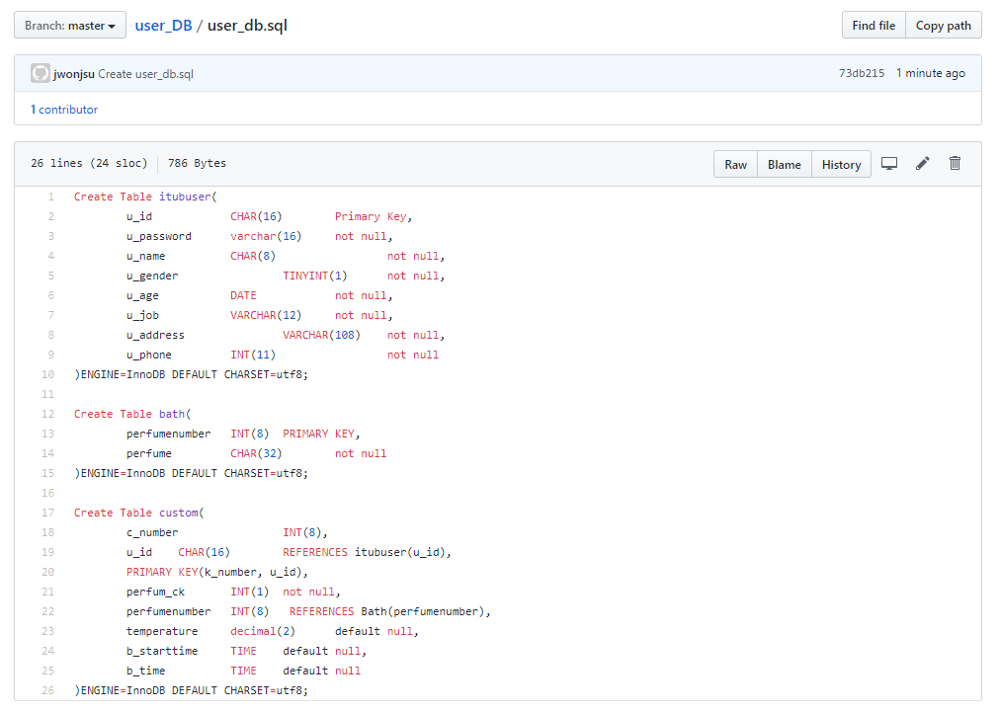 Branch: master
user_DB / user_db.sql
Find file
Copy path
jwonjsu Create user_db.sql
73db215 1 minute ago
1 contributor
26 lines (24 sloc) 786 Bytes
Raw
Blame
History
1 Create Table itubuser(
2 u_id CHAR(16) Primary Key,
3 u_password varchar(16) not null,
4 u_name CHAR(8) not null,
5 u_gender TINYINT(1) not null,
6 u_age DATE not null,
7 u_job VARCHAR(12) not null,
8 u_address VARCHAR(108) not null,
9 u_phone INT(11) not null
10 )ENGINE=InnoDB DEFAULT CHARSET=utf8;
11
12 Create Table bath(
13 perfumenumber INT(8) PRIMARY KEY,
14 perfume CHAR(32) not null
15 )ENGINE=InnoDB DEFAULT CHARSET=utf8;
16
17 Create Table custom(
18 c_number INT(8),
19 u_id CHAR(16) REFERENCES itubuser(u_id),
20 PRIMARY KEY(k_number, u_id),
21 perfum_ck INT(1) not null,
22 perfumenumber INT(8) REFERENCES Bath(perfumenumber),
23 temperature decimal(2) default null,
24 b_starttime TIME default null,
25 b_time TIME default null
26 )ENGINE=InnoDB DEFAULT CHARSET=utf8;